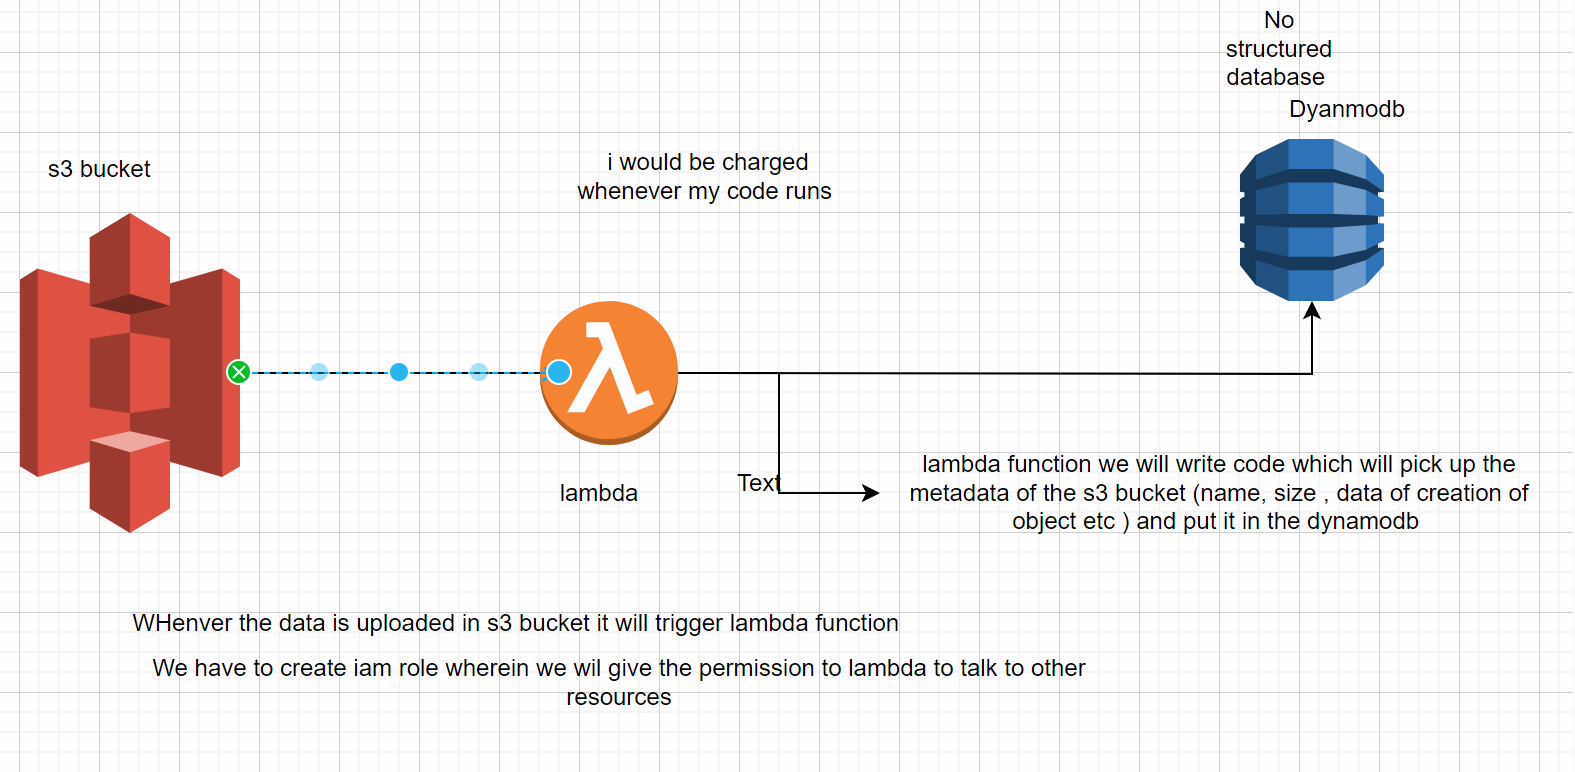 No
structured
database
Dyanmodb
s3 bucket
i would be charged
whenever my code runs
lambda
Text
lambda function we will write code which will pick up the
metadata of the s3 bucket (name, size , data of creation of
object etc ) and put it in the dynamodb
WHenver the data is uploaded in s3 bucket it will trigger lambda function
We have to create iam role wherein we wil give the permission to lambda to talk to other
resources